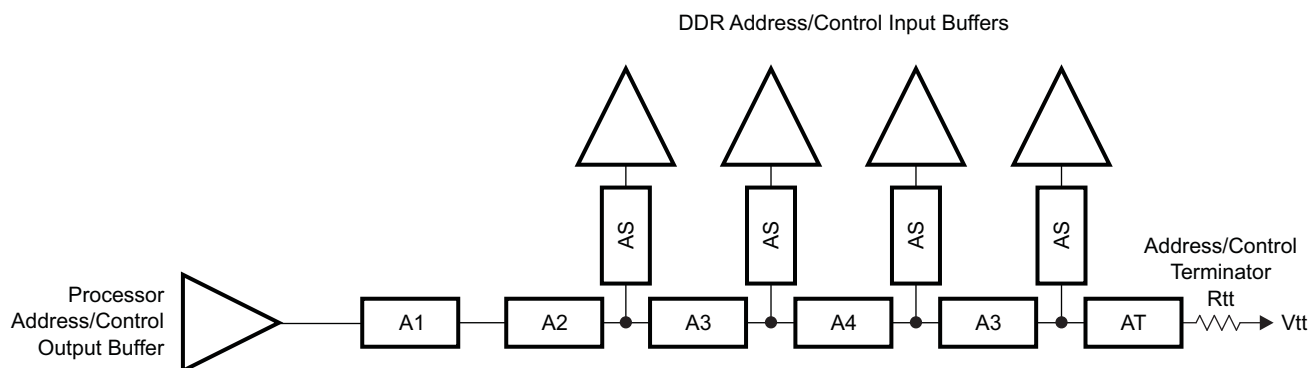 DDR Address/Control Input Buffers
AS
AS
AS
AS
Processor
Address/Control
Output Buffer
A1
A2
A3
A4
A3
AT
Address/Control
Terminator
Rtt
Vtt